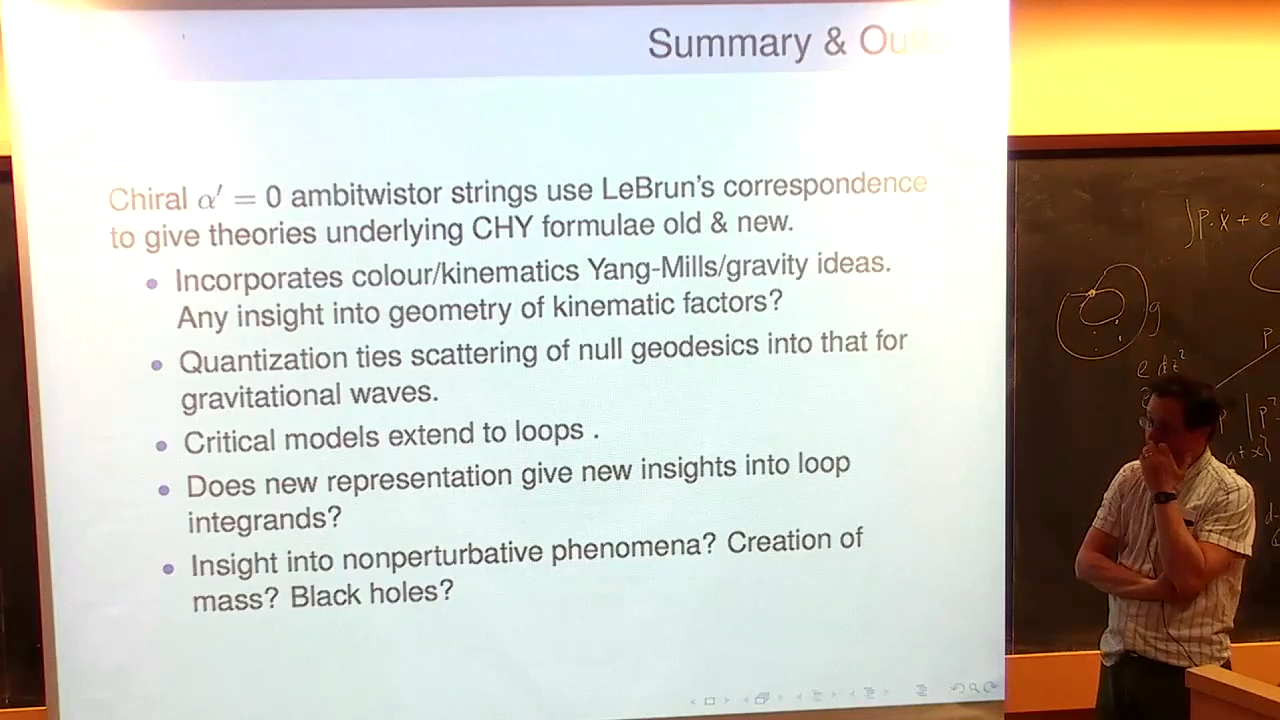 Summary & Ou
Chiral α′ = 0 ambitwistor strings use LeBrun's correspondence
to give theories underlying CHY formulae old & new.
• Incorporates colour/kinematics Yang-Mills/gravity ideas.
Any insight into geometry of kinematic factors?
• Quantization ties scattering of null geodesics into that for
gravitational waves.
• Critical models extend to loops .
• Does new representation give new insights into loop
integrands?
• Insight into nonperturbative phenomena? Creation of
mass? Black holes?
∫p·ẋ + e
g